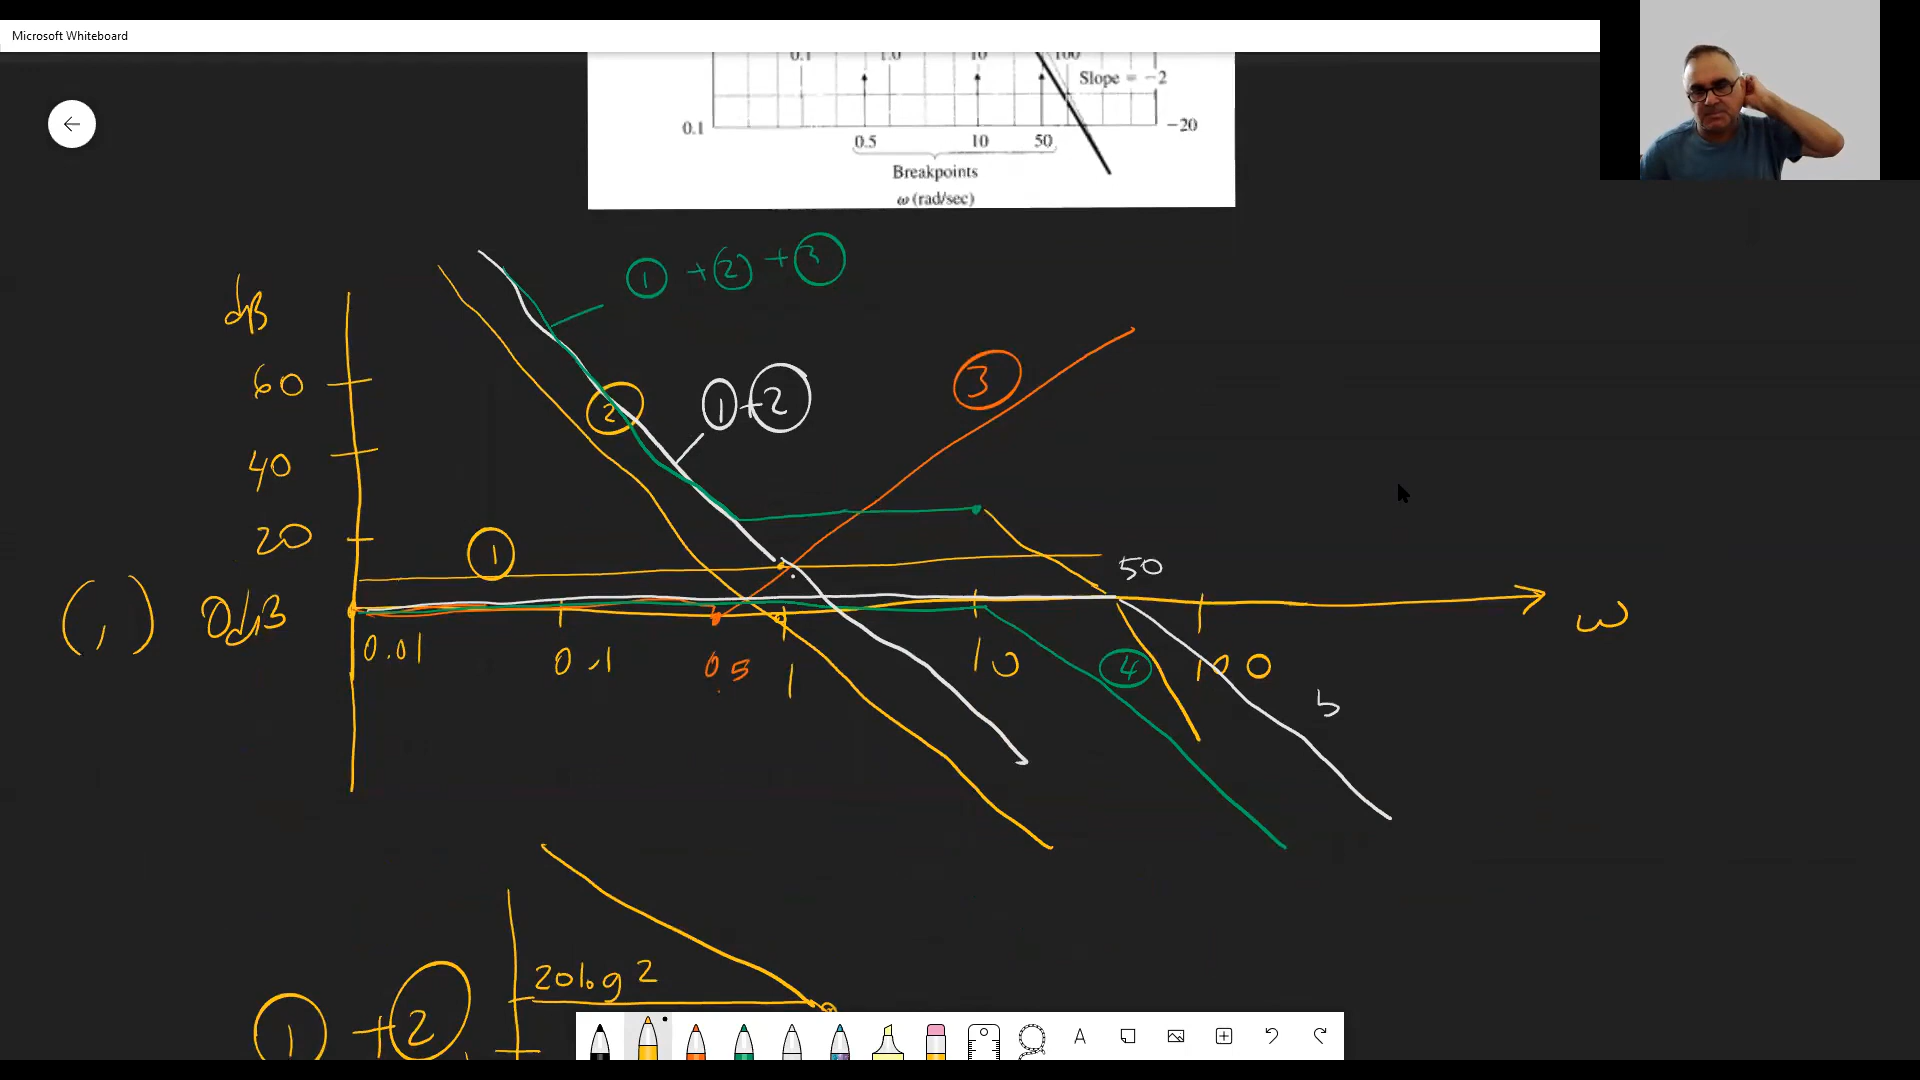 Microsoft Whiteboard
0.1 1.0 10 100
Slope = -2
0.1 -20
0.5 10 50
Breakpoints
ω (rad/sec)
1 + 2 + 3
dB
60
2
1+2
3
40
20
1
50
(,) 0dB
ω
0.01
0.1
0.5
1
10
4
100
5
20log 2
1 + 2
A